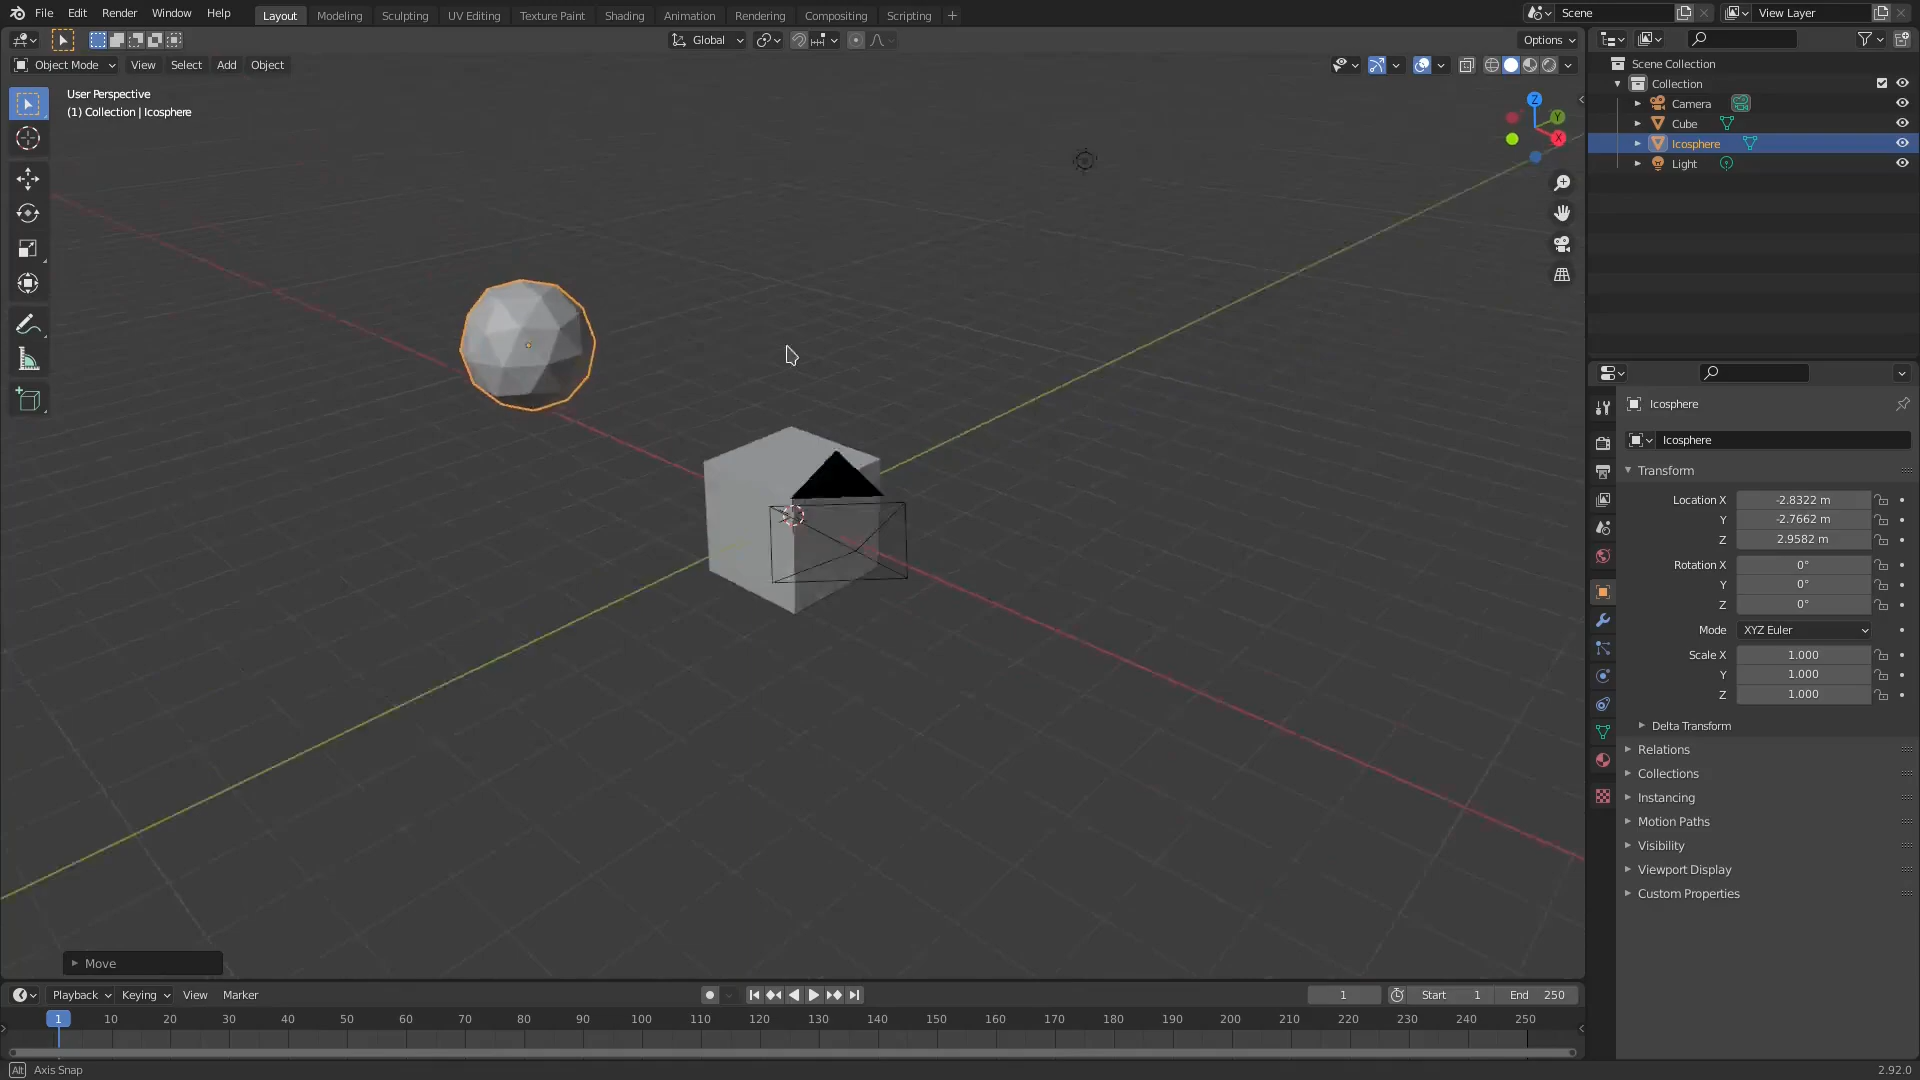 File Edit Render Window Help Layout Modeling Sculpting UV Editing Texture Paint Shading Animation Rendering Compositing Scripting + Scene View Layer
Global Options
Object Mode View Select Add Object
User Perspective
(1) Collection | Icosphere
Z
Y
X
Scene Collection
Collection
Camera
Cube
Icosphere
Light
Icosphere
Icosphere
Transform
Location X -2.8322 m
Y -2.7662 m
Z 2.9582 m
Rotation X 0°
Y 0°
Z 0°
Mode XYZ Euler
Scale X 1.000
Y 1.000
Z 1.000
Delta Transform
Relations
Collections
Instancing
Motion Paths
Visibility
Viewport Display
Custom Properties
Move
Playback Keying View Marker 1 Start 1 End 250
1 10 20 30 40 50 60 70 80 90 100 110 120 130 140 150 160 170 180 190 200 210 220 230 240 250
Alt Axis Snap 2.92.0